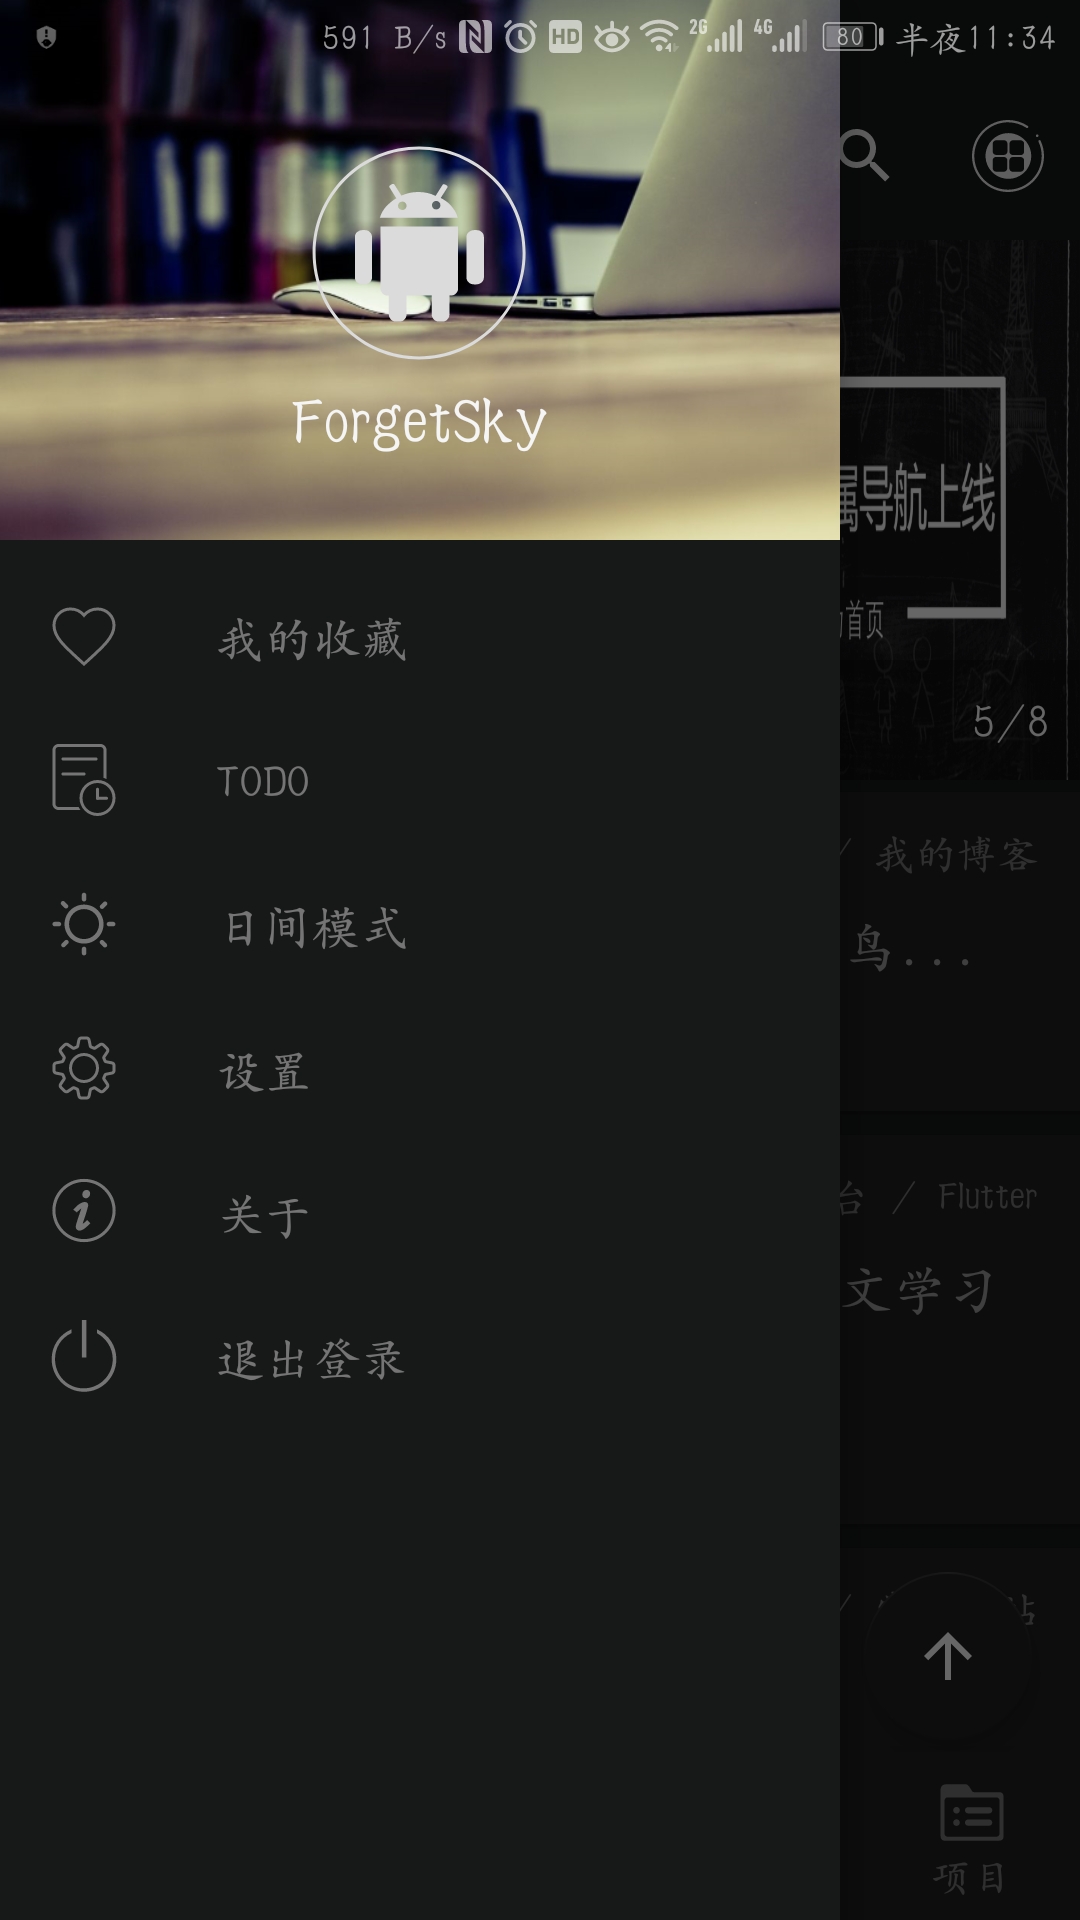 591 B/s HD 2G 4G 80 半夜11:34
ForgetSky
属导航上线
首页
5/8
我的收藏
TODO
/ 我的博客
日间模式
鸟...
设置
关于
台 / Flutter
文学习
退出登录
/
站
项目